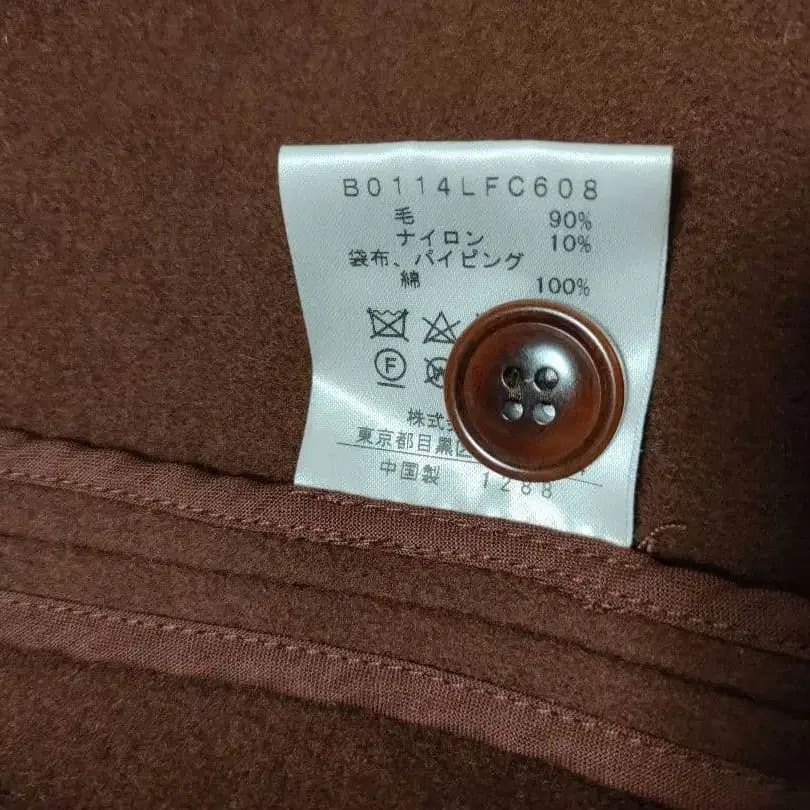 B0114LFC608
毛 90%
ナイロン 10%
袋布、パイピング
綿 100%
F
W
株式
東京都目黒区
中国製 1288